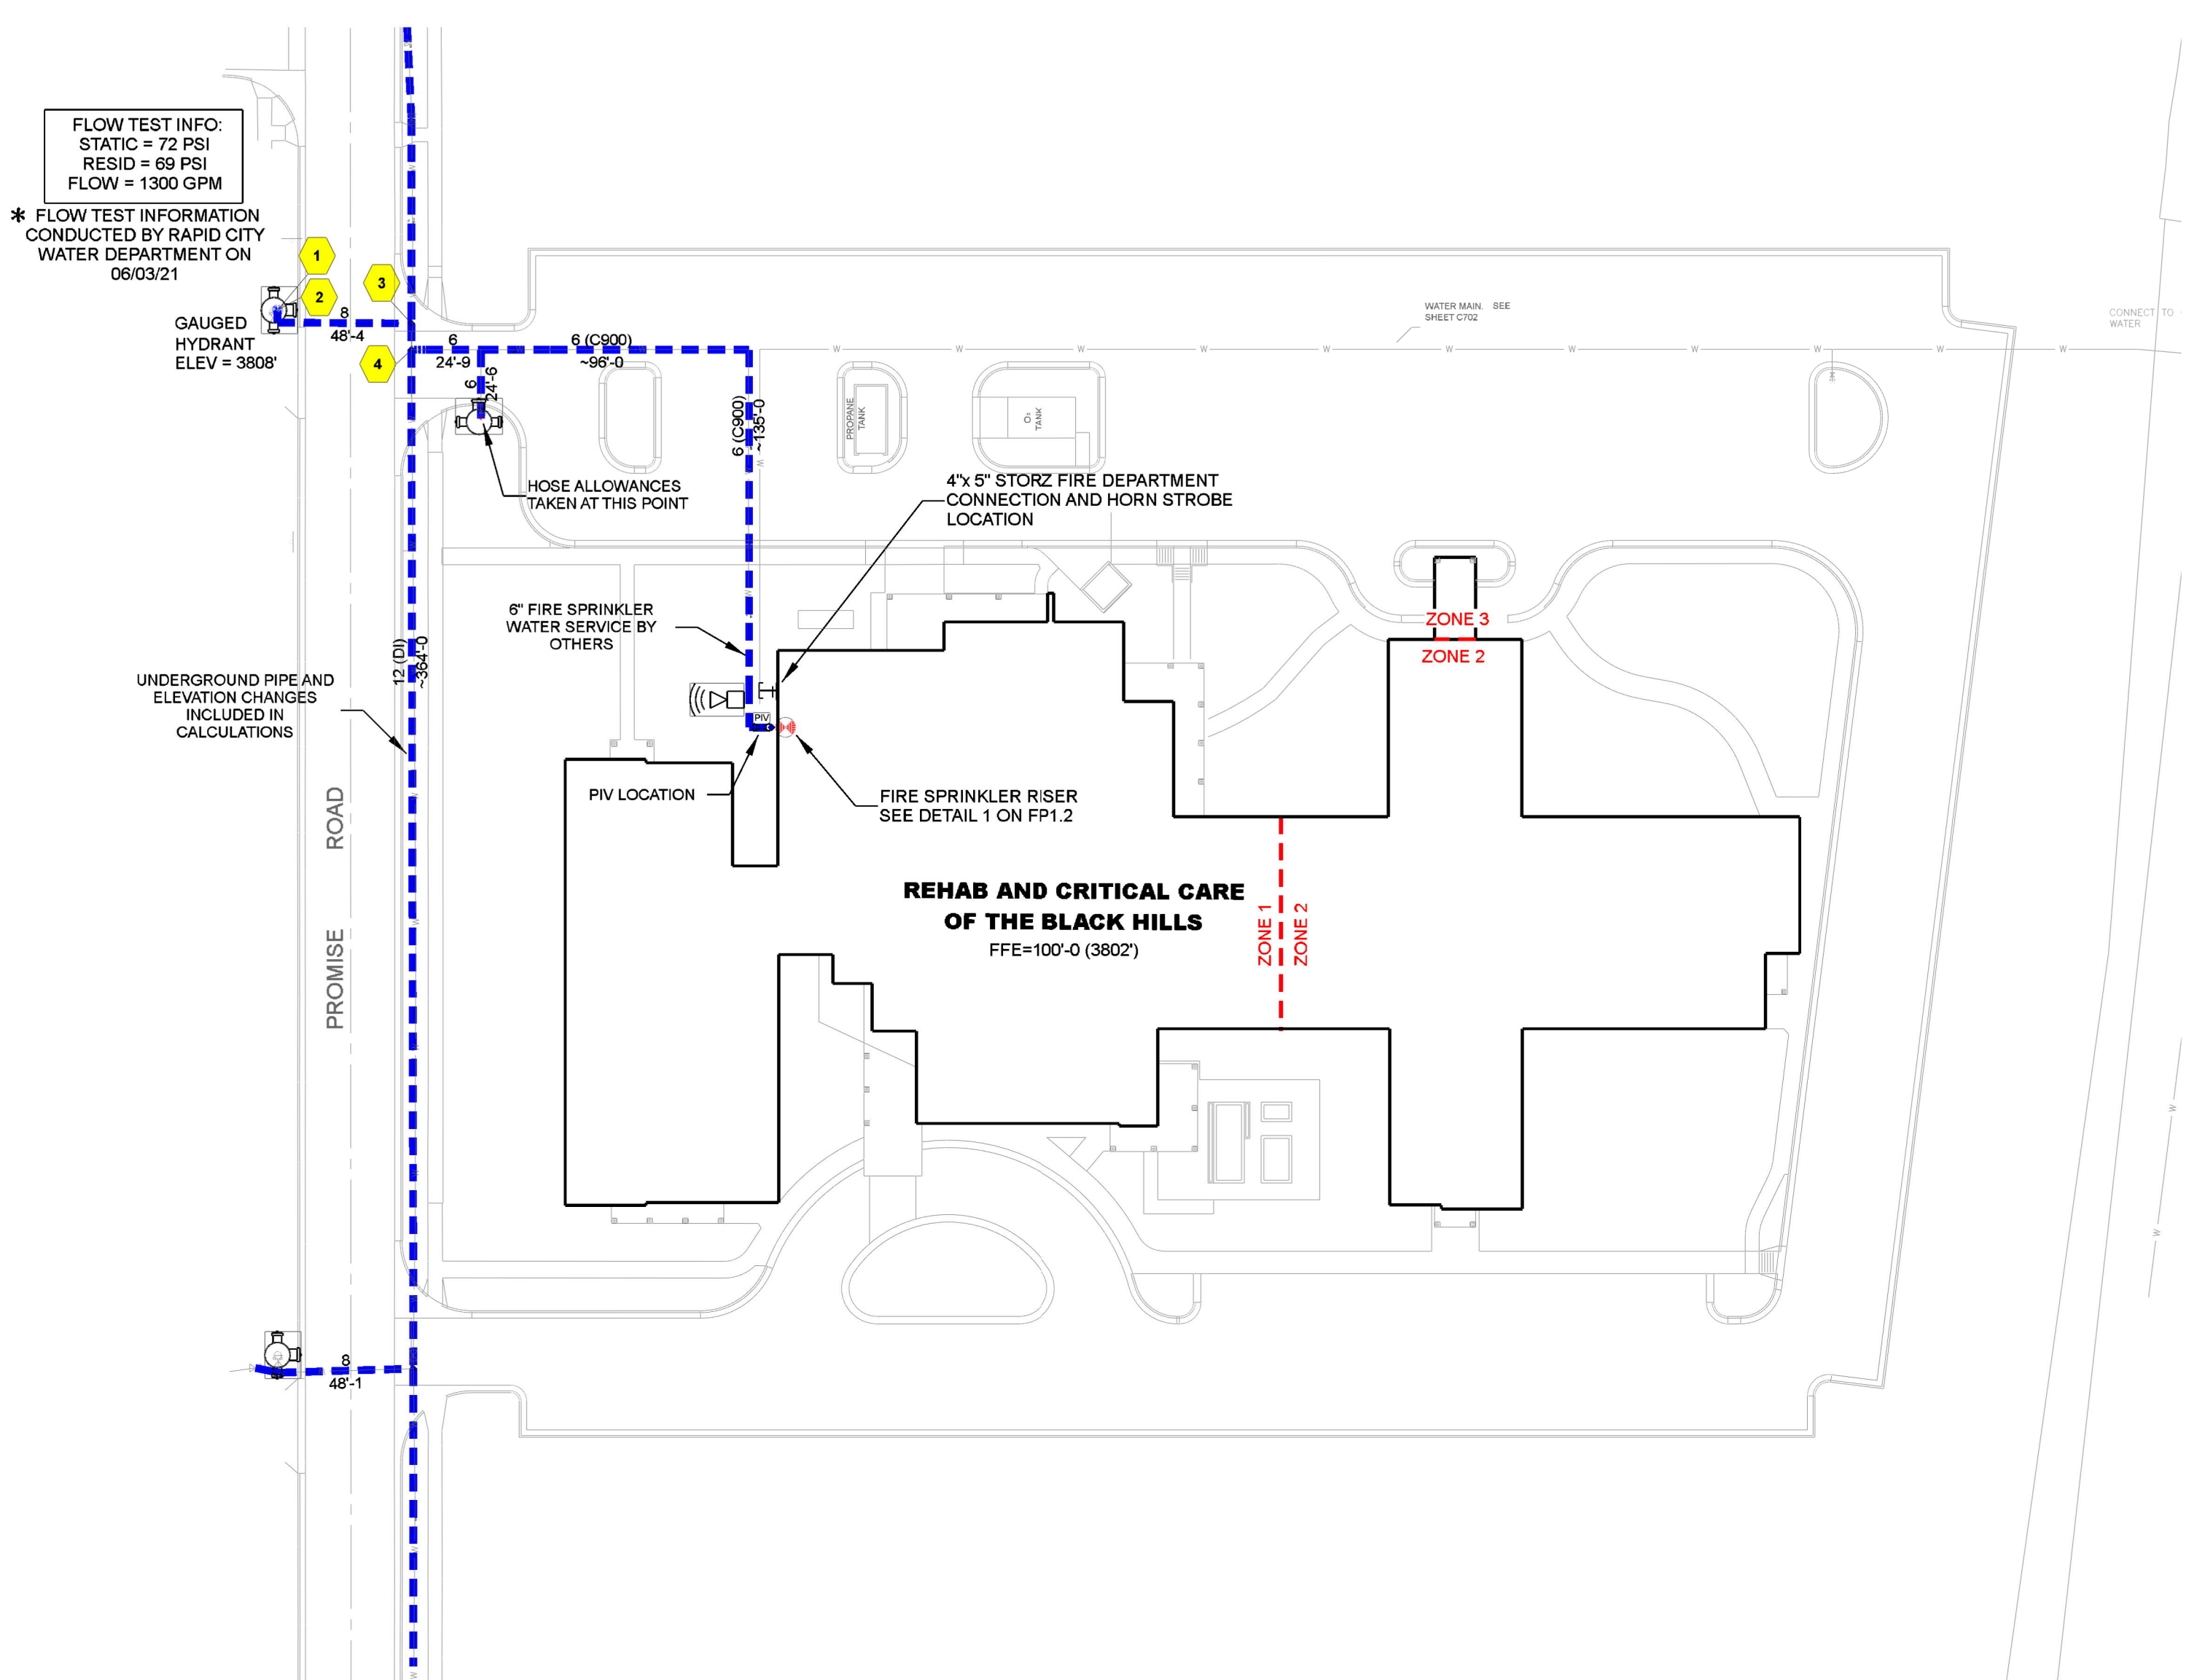 FLOW TEST INFO:
STATIC = 72 PSI
RESID = 69 PSI
FLOW = 1300 GPM
* FLOW TEST INFORMATION
CONDUCTED BY RAPID CITY
WATER DEPARTMENT ON
06/03/21
1
2
3
4
GAUGED
HYDRANT
ELEV = 3808'
8
48'-4
6
24'-9
6 (C900)
~96'-0
6
24'-6
6 (C900)
~135'-0
HOSE ALLOWANCES
TAKEN AT THIS POINT
PROPANE
TANK
O2
TANK
WATER MAIN. SEE
SHEET C702
CONNECT TO
WATER
W W W W W W W W W W W
4"x 5" STORZ FIRE DEPARTMENT
CONNECTION AND HORN STROBE
LOCATION
6" FIRE SPRINKLER
WATER SERVICE BY
OTHERS
UNDERGROUND PIPE AND
ELEVATION CHANGES
INCLUDED IN
CALCULATIONS
12 (DI)
~364'-0
PIV
PIV LOCATION
FIRE SPRINKLER RISER
SEE DETAIL 1 ON FP1.2
ZONE 3
ZONE 2
PROMISE ROAD
REHAB AND CRITICAL CARE
OF THE BLACK HILLS
FFE=100'-0 (3802')
ZONE 1
ZONE 2
8
48'-1
W
W